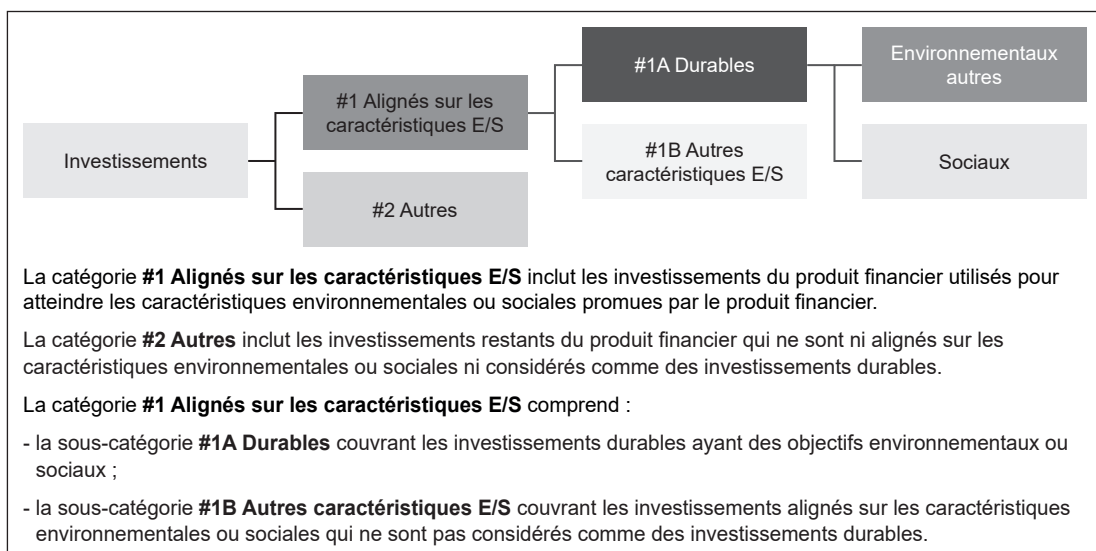 Investissements
#1 Alignés sur les
caractéristiques E/S
#2 Autres
#1A Durables
#1B Autres
caractéristiques E/S
Environnementaux
autres
Sociaux
La catégorie #1 Alignés sur les caractéristiques E/S inclut les investissements du produit financier utilisés pour
atteindre les caractéristiques environnementales ou sociales promues par le produit financier.
La catégorie #2 Autres inclut les investissements restants du produit financier qui ne sont ni alignés sur les
caractéristiques environnementales ou sociales ni considérés comme des investissements durables.
La catégorie #1 Alignés sur les caractéristiques E/S comprend :
- la sous-catégorie #1A Durables couvrant les investissements durables ayant des objectifs environnementaux ou
sociaux ;
- la sous-catégorie #1B Autres caractéristiques E/S couvrant les investissements alignés sur les caractéristiques
environnementales ou sociales qui ne sont pas considérés comme des investissements durables.